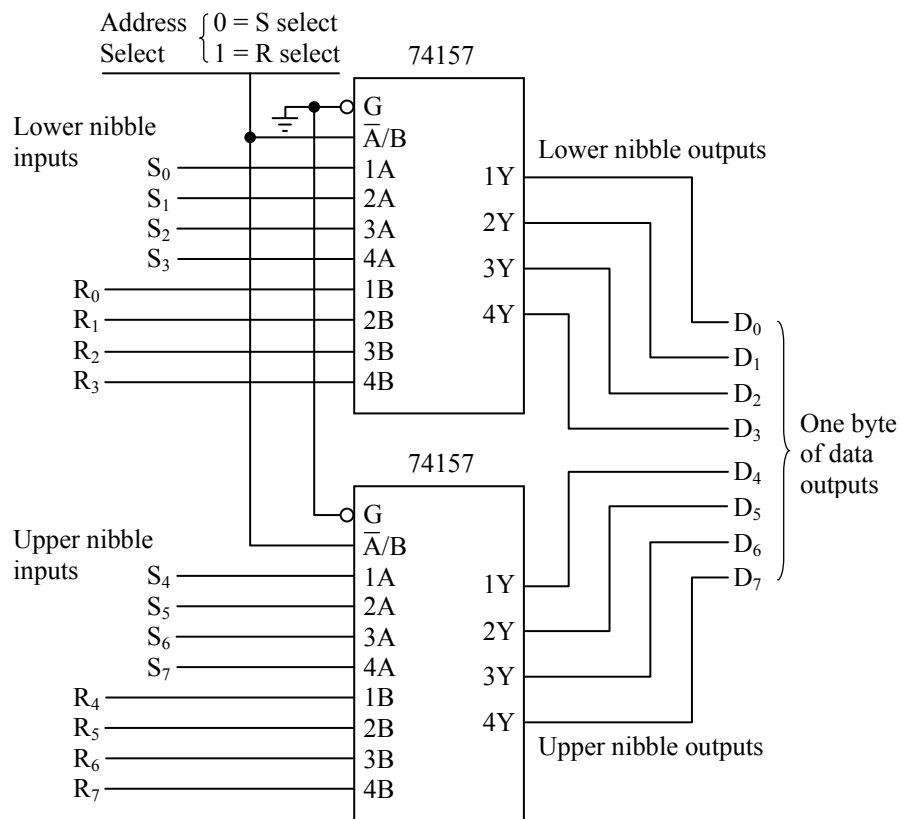 Address { 0 = S select
Select 1 = R select
74157
Lower nibble
inputs
G
A̅/B
S₀ 1A
S₁ 2A
S₂ 3A
S₃ 4A
R₀ 1B
R₁ 2B
R₂ 3B
R₃ 4B
Lower nibble outputs
1Y
2Y
3Y
4Y
D₀
D₁
D₂
D₃
D₄
D₅
D₆
D₇
One byte
of data
outputs
74157
Upper nibble
inputs
G
A̅/B
S₄ 1A
S₅ 2A
S₆ 3A
S₇ 4A
R₄ 1B
R₅ 2B
R₆ 3B
R₇ 4B
1Y
2Y
3Y
4Y
Upper nibble outputs